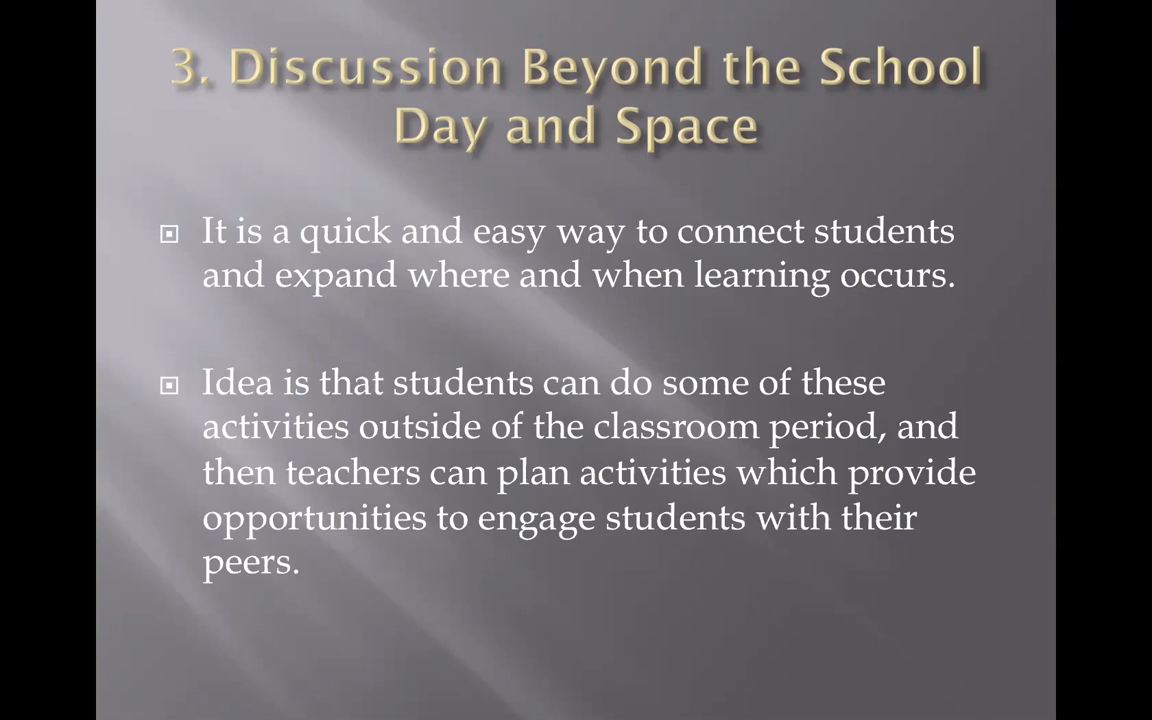 3. Discussion Beyond the School
Day and Space
It is a quick and easy way to connect students
and expand where and when learning occurs.
Idea is that students can do some of these
activities outside of the classroom period, and
then teachers can plan activities which provide
opportunities to engage students with their
peers.